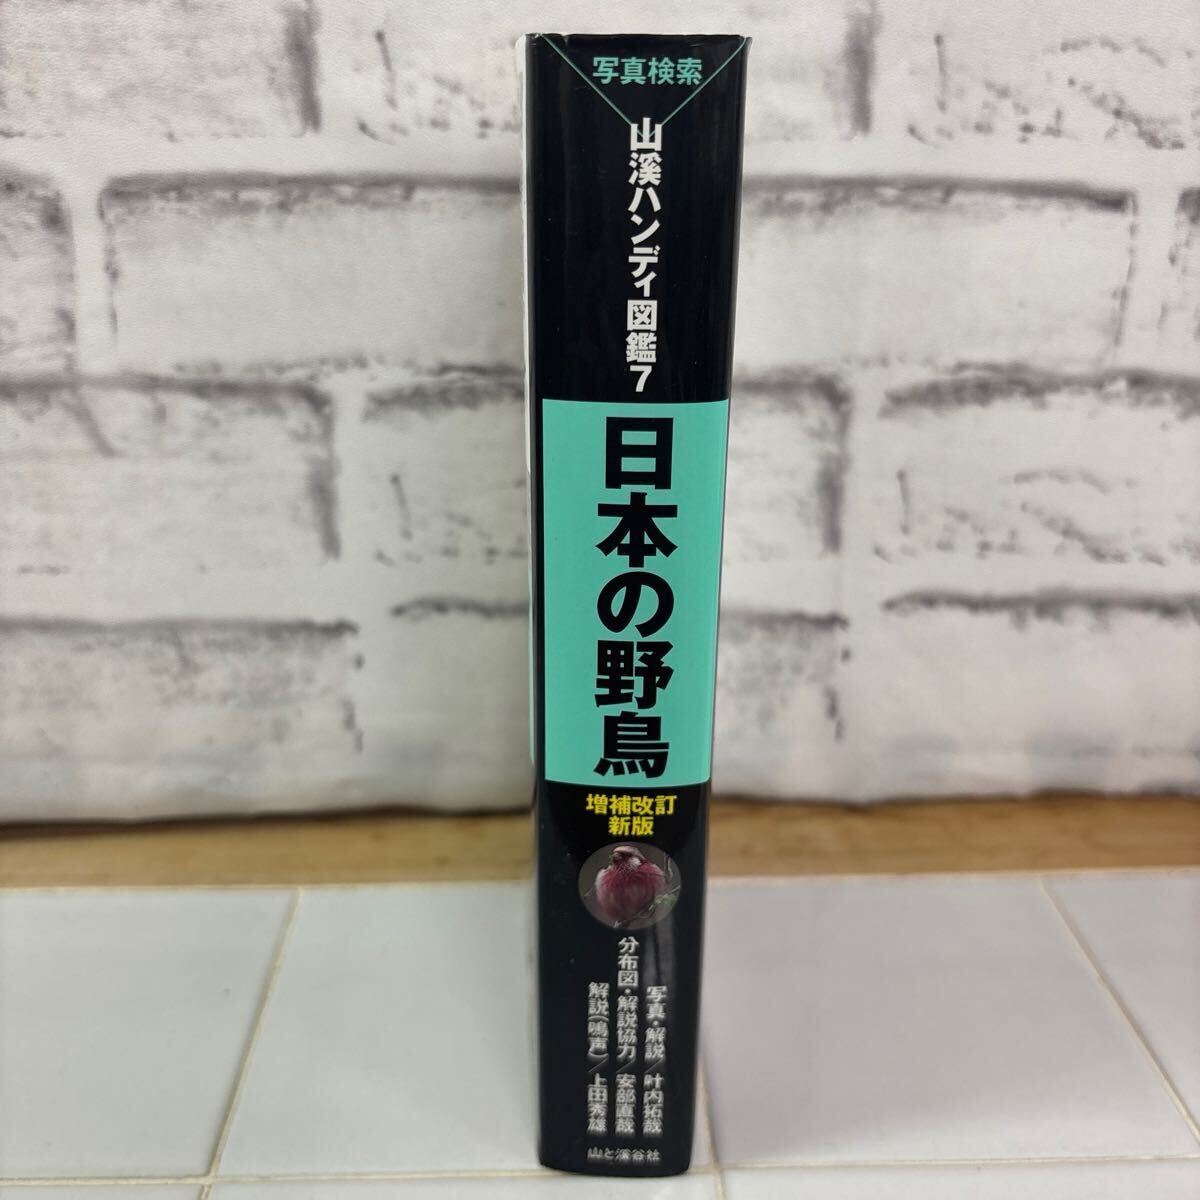 写真検索
山溪ハンディ図鑑7
日本の野鳥
増補改訂
新版
写真・解説/叶内拓哉
分布図・解説協力/安部直哉
解説(鳴声)/上田秀雄
山と溪谷社